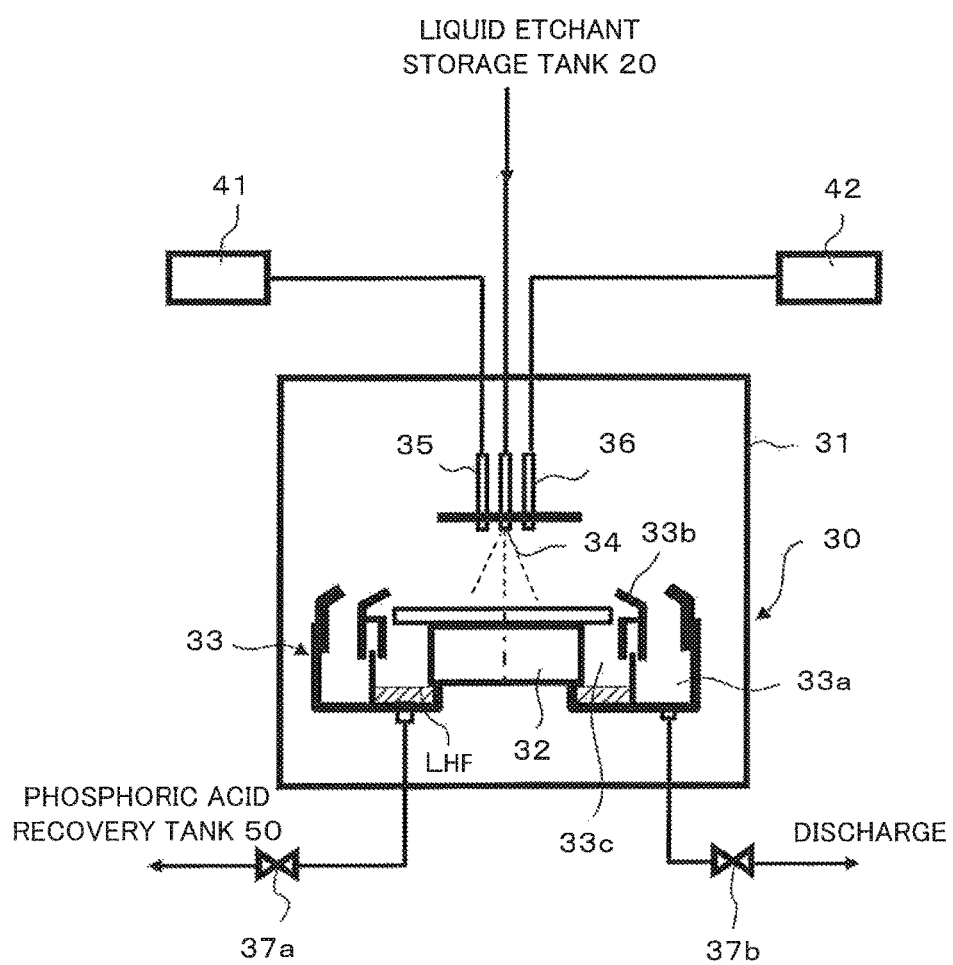 LIQUID ETCHANT
STORAGE TANK 20
41
42
35
36
31
34
33b
30
33
33a
32
LHF
PHOSPHORIC ACID
RECOVERY TANK 50
33c
DISCHARGE
37a
37b